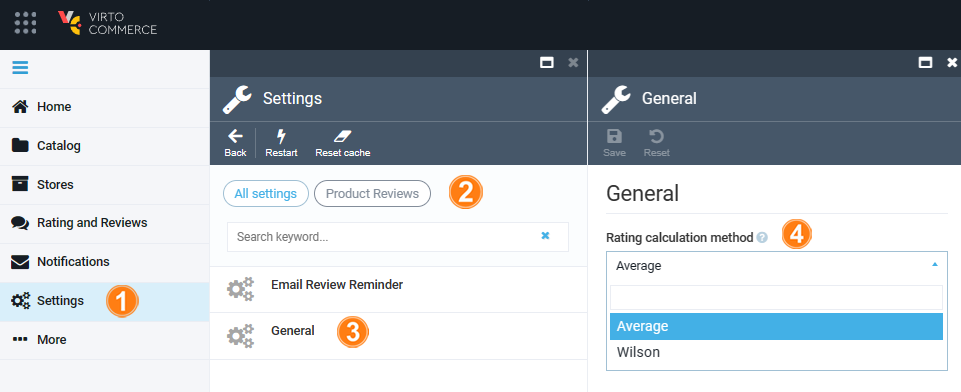 VIRTO
COMMERCE
Home
Catalog
Stores
Rating and Reviews
Notifications
Settings
1
More
Settings
Back
Restart
Reset cache
All settings
Product Reviews
2
Search keyword...
Email Review Reminder
General
3
General
Save
Reset
General
Rating calculation method ?
4
Average
Average
Wilson